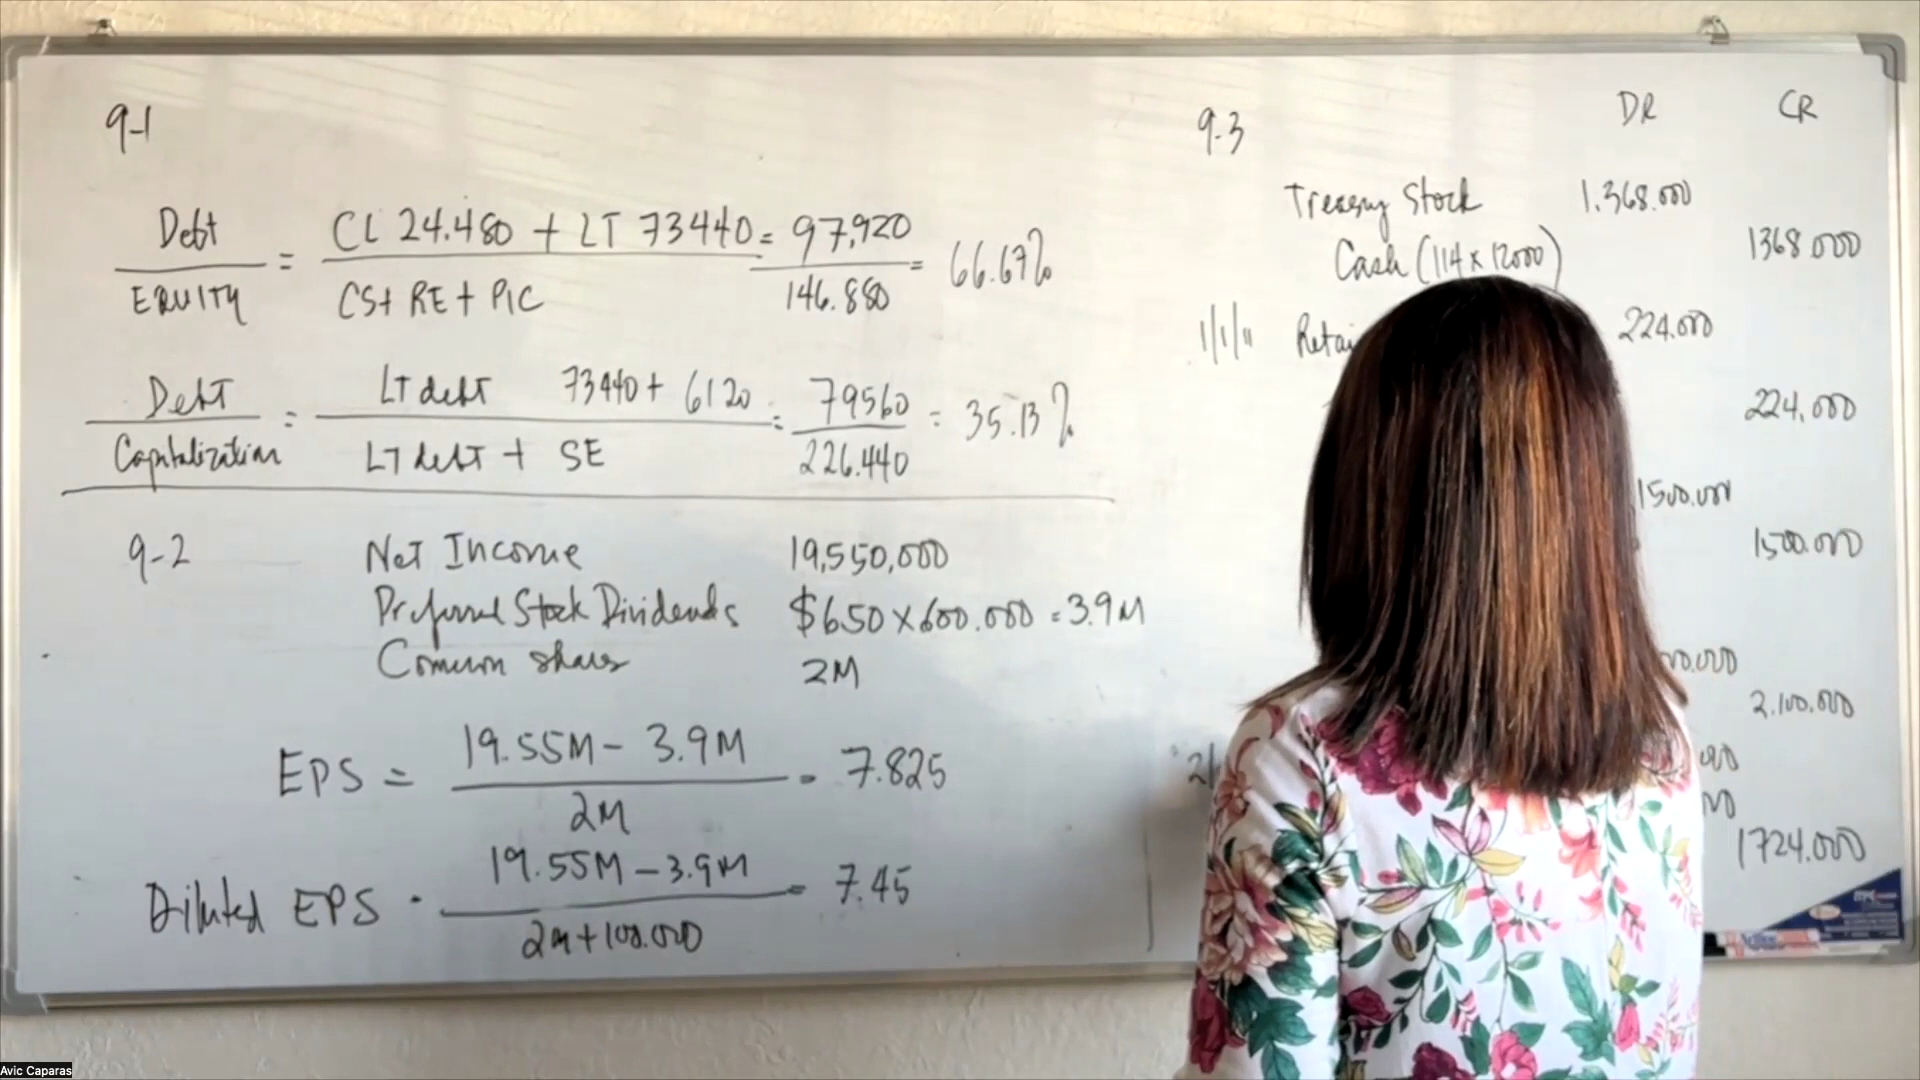 9-1
Debt = CL 24.480 + LT 73440 = 97,920 = 66.67%
EQUITY CS+ RE + PIC 146.880
Debt = LT debt 73440 + 6120 = 79560 = 35.13%
Capitalization LT debt + SE 226.440
9-2 Net Income 19,550,000
Preferred Stock Dividends $6.50 x 600.000 = 3.9M
Common shares 2M
EPS = 19.55M - 3.9M = 7.825
2M
Diluted EPS = 19.55M - 3.9M = 7.45
2M + 100.000
9-3 DR CR
Treasury Stock 1.368.000
Cash (114 x 12000) 1368.000
1/1/11 Retai 224.000
224,000
1500.000
1500.000
2.100.000
1724.000
Avic Caparas